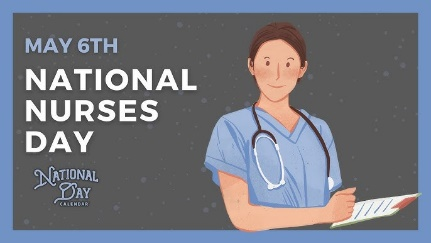 MAY 6TH
NATIONAL
NURSES
DAY
NATIONAL
DAY
CALENDAR